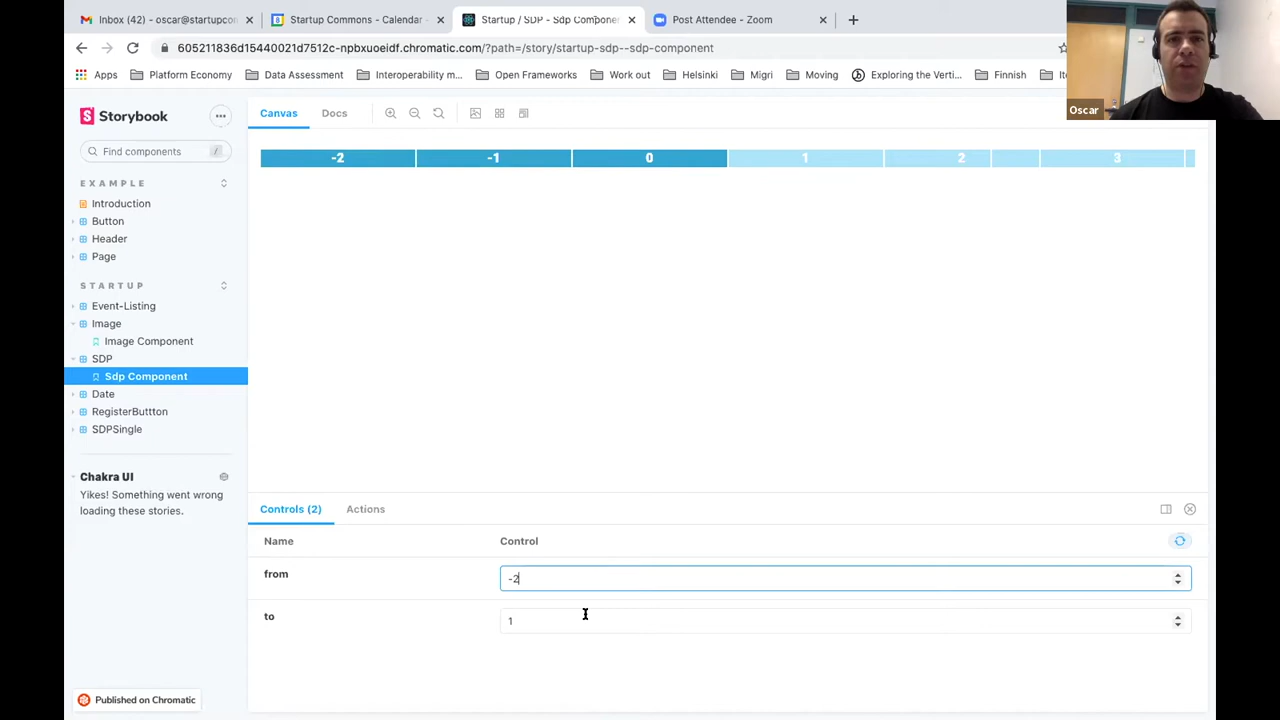 Inbox (42) - oscar@startupco
Startup Commons - Calendar -
Startup / SDP - Sdp Componen
Post Attendee - Zoom
605211836d15440021d7512c-npbxuoeidf.chromatic.com/?path=/story/startup-sdp--sdp-component
Apps
Platform Economy
Data Assessment
Interoperability m...
Open Frameworks
Work out
Helsinki
Migri
Moving
Exploring the Verti...
Finnish
Oscar
Storybook
Canvas
Docs
Find components
/
-2 -1 0 1 2 3
EXAMPLE
Introduction
Button
Header
Page
STARTUP
Event-Listing
Image
Image Component
SDP
Sdp Component
Date
RegisterButtton
SDPSingle
Chakra UI
Yikes! Something went wrong
loading these stories.
Controls (2)
Actions
Name
Control
from
-2
to
1
Published on Chromatic